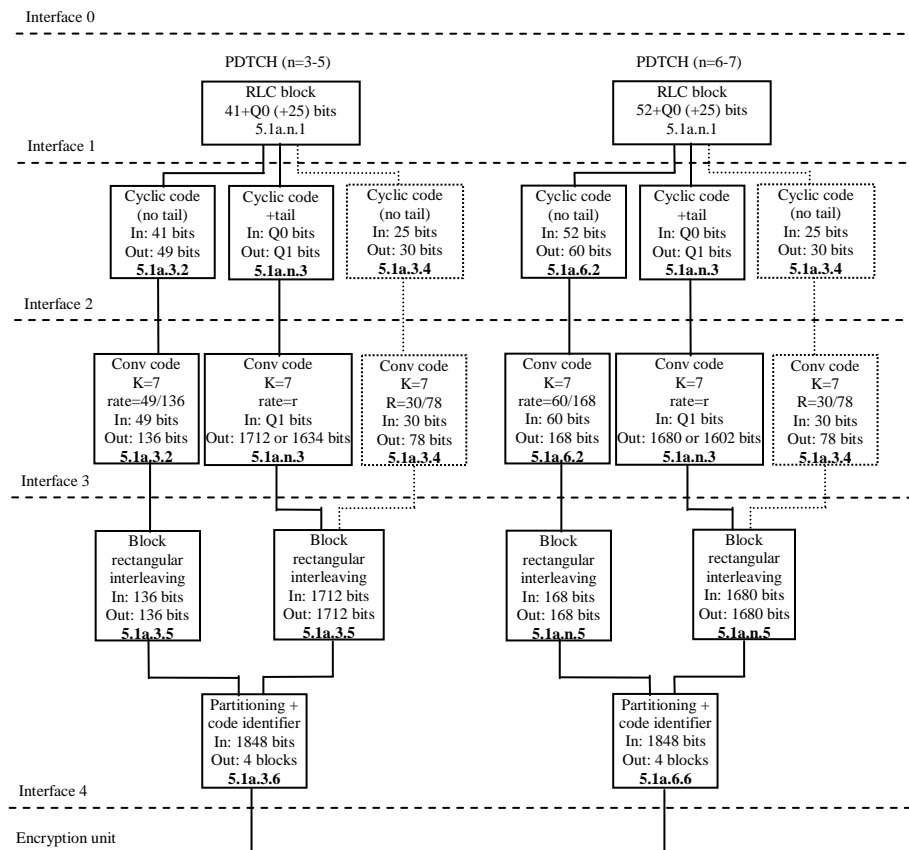 Interface 0
PDTCH (n=3-5)
RLC block
41+Q0 (+25) bits
5.1a.n.1
PDTCH (n=6-7)
RLC block
52+Q0 (+25) bits
5.1a.n.1
Interface 1
Cyclic code
(no tail)
In: 41 bits
Out: 49 bits
5.1a.3.2
Cyclic code
+tail
In: Q0 bits
Out: Q1 bits
5.1a.n.3
Cyclic code
(no tail)
In: 25 bits
Out: 30 bits
5.1a.3.4
Cyclic code
(no tail)
In: 52 bits
Out: 60 bits
5.1a.6.2
Cyclic code
+tail
In: Q0 bits
Out: Q1 bits
5.1a.n.3
Cyclic code
(no tail)
In: 25 bits
Out: 30 bits
5.1a.3.4
Interface 2
Conv code
K=7
rate=49/136
In: 49 bits
Out: 136 bits
5.1a.3.2
Conv code
K=7
rate=r
In: Q1 bits
Out: 1712 or 1634 bits
5.1a.n.3
Conv code
K=7
R=30/78
In: 30 bits
Out: 78 bits
5.1a.3.4
Conv code
K=7
rate=60/168
In: 60 bits
Out: 168 bits
5.1a.6.2
Conv code
K=7
rate=r
In: Q1 bits
Out: 1680 or 1602 bits
5.1a.n.3
Conv code
K=7
R=30/78
In: 30 bits
Out: 78 bits
5.1a.3.4
Interface 3
Block
rectangular
interleaving
In: 136 bits
Out: 136 bits
5.1a.3.5
Block
rectangular
interleaving
In: 1712 bits
Out: 1712 bits
5.1a.3.5
Block
rectangular
interleaving
In: 168 bits
Out: 168 bits
5.1a.n.5
Block
rectangular
interleaving
In: 1680 bits
Out: 1680 bits
5.1a.n.5
Partitioning +
code identifier
In: 1848 bits
Out: 4 blocks
5.1a.3.6
Partitioning +
code identifier
In: 1848 bits
Out: 4 blocks
5.1a.6.6
Interface 4
Encryption unit